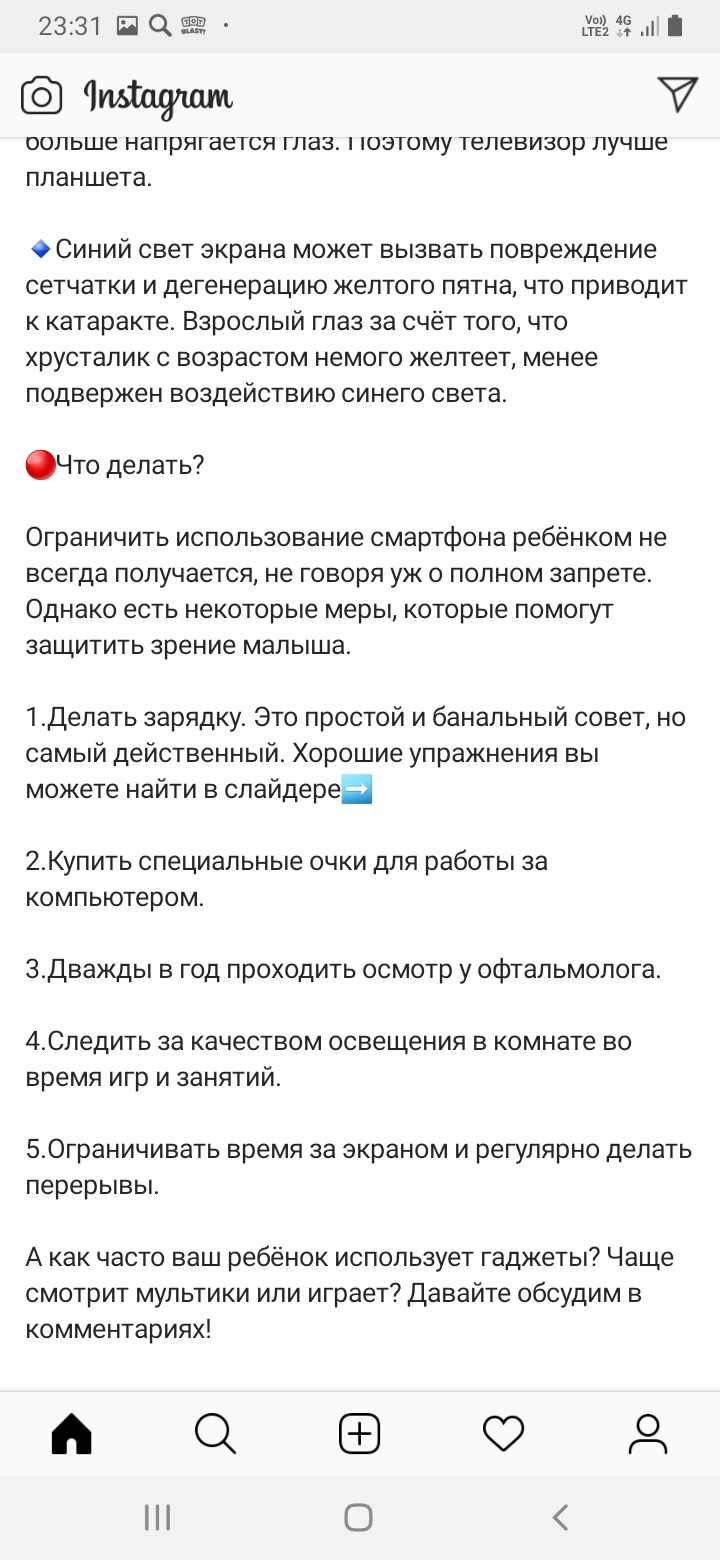 23:31
Vo))
LTE2
4G
Instagram
больше напрягается глаз. Поэтому телевизор лучше
планшета.
🔹Синий свет экрана может вызвать повреждение
сетчатки и дегенерацию желтого пятна, что приводит
к катаракте. Взрослый глаз за счёт того, что
хрусталик с возрастом немого желтеет, менее
подвержен воздействию синего света.
🔴Что делать?
Ограничить использование смартфона ребёнком не
всегда получается, не говоря уж о полном запрете.
Однако есть некоторые меры, которые помогут
защитить зрение малыша.
1.Делать зарядку. Это простой и банальный совет, но
самый действенный. Хорошие упражнения вы
можете найти в слайдере➡️
2.Купить специальные очки для работы за
компьютером.
3.Дважды в год проходить осмотр у офтальмолога.
4.Следить за качеством освещения в комнате во
время игр и занятий.
5.Ограничивать время за экраном и регулярно делать
перерывы.
А как часто ваш ребёнок использует гаджеты? Чаще
смотрит мультики или играет? Давайте обсудим в
комментариях!